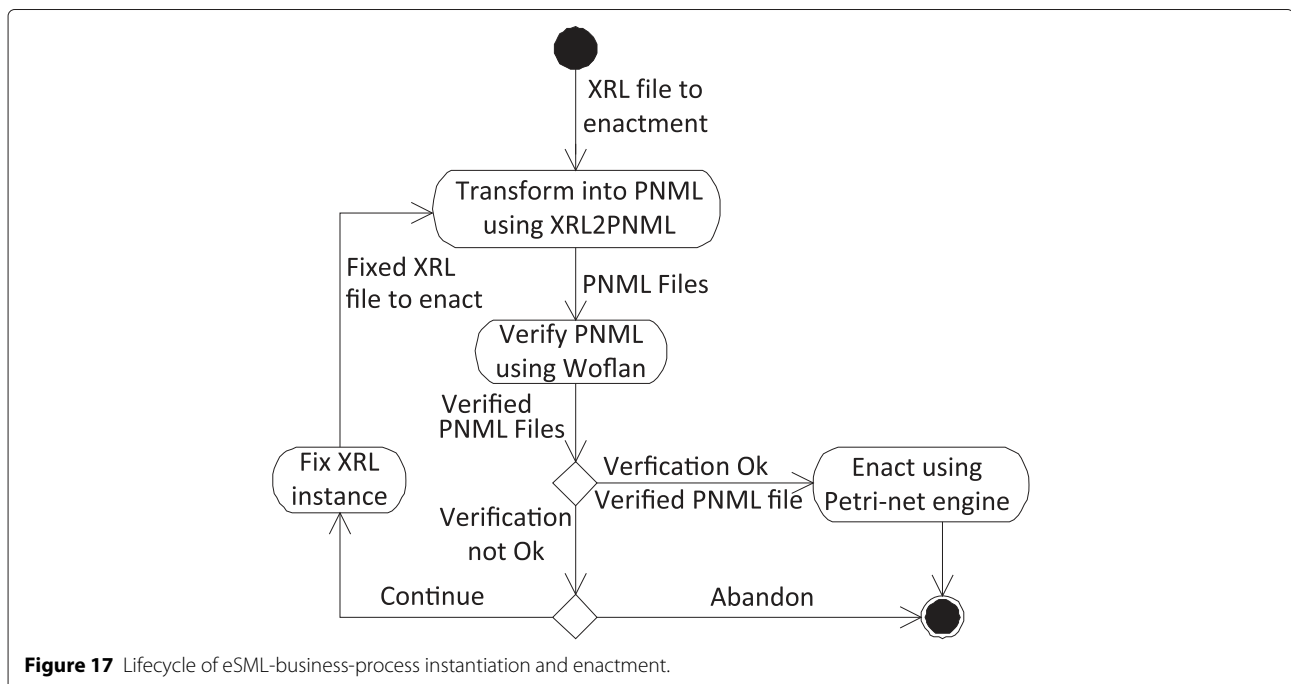 XRL file to
enactment
Transform into PNML
using XRL2PNML
Fixed XRL
file to enact
PNML Files
Verify PNML
using Woflan
Verified
PNML Files
Fix XRL
instance
Verfication Ok
Verified PNML file
Enact using
Petri-net engine
Verification
not Ok
Continue
Abandon
Figure 17 Lifecycle of eSML-business-process instantiation and enactment.